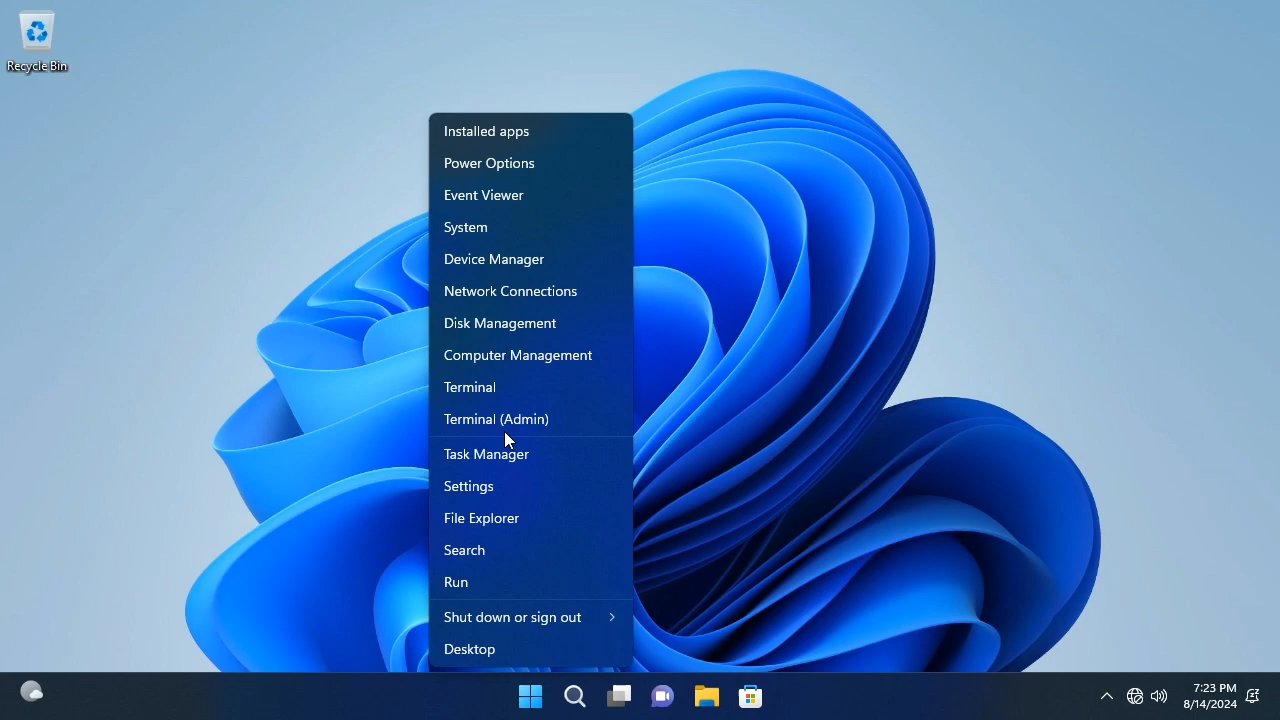 Recycle Bin
Installed apps
Power Options
Event Viewer
System
Device Manager
Network Connections
Disk Management
Computer Management
Terminal
Terminal (Admin)
Task Manager
Settings
File Explorer
Search
Run
Shut down or sign out
Desktop
7:23 PM
8/14/2024